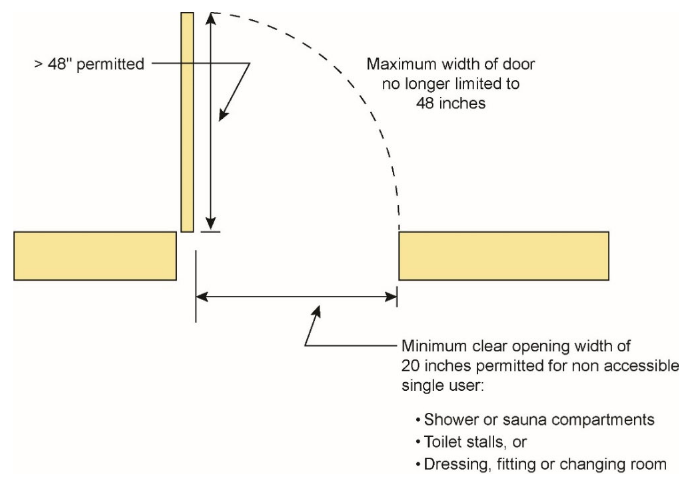 > 48" permitted
Maximum width of door
no longer limited to
48 inches
Minimum clear opening width of
20 inches permitted for non accessible
single user:
• Shower or sauna compartments
• Toilet stalls, or
• Dressing, fitting or changing room